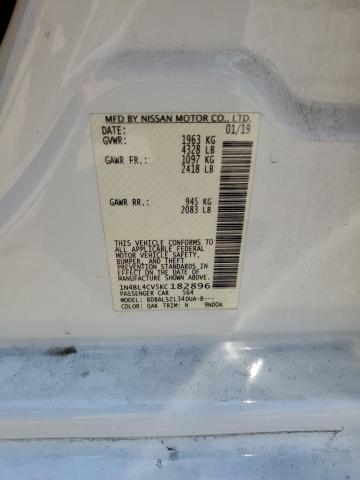 MFD BY NISSAN MOTOR CO., LTD.
DATE: 01/19
GVWR: 1963 KG
4328 LB
GAWR FR.: 1097 KG
2418 LB
GAWR RR.: 945 KG
2083 LB
THIS VEHICLE CONFORMS TO
ALL APPLICABLE FEDERAL
MOTOR VEHICLE SAFETY,
BUMPER, AND THEFT
PREVENTION STANDARDS IN
EFFECT ON THE DATE OF
MANUFACTURE SHOWN ABOVE.
1N4BL4CV5KC182896
PASSENGER CAR 564
MODEL: BDBALSZL34DUA-8---
COLOR: QAK TRIM: N 9N00A